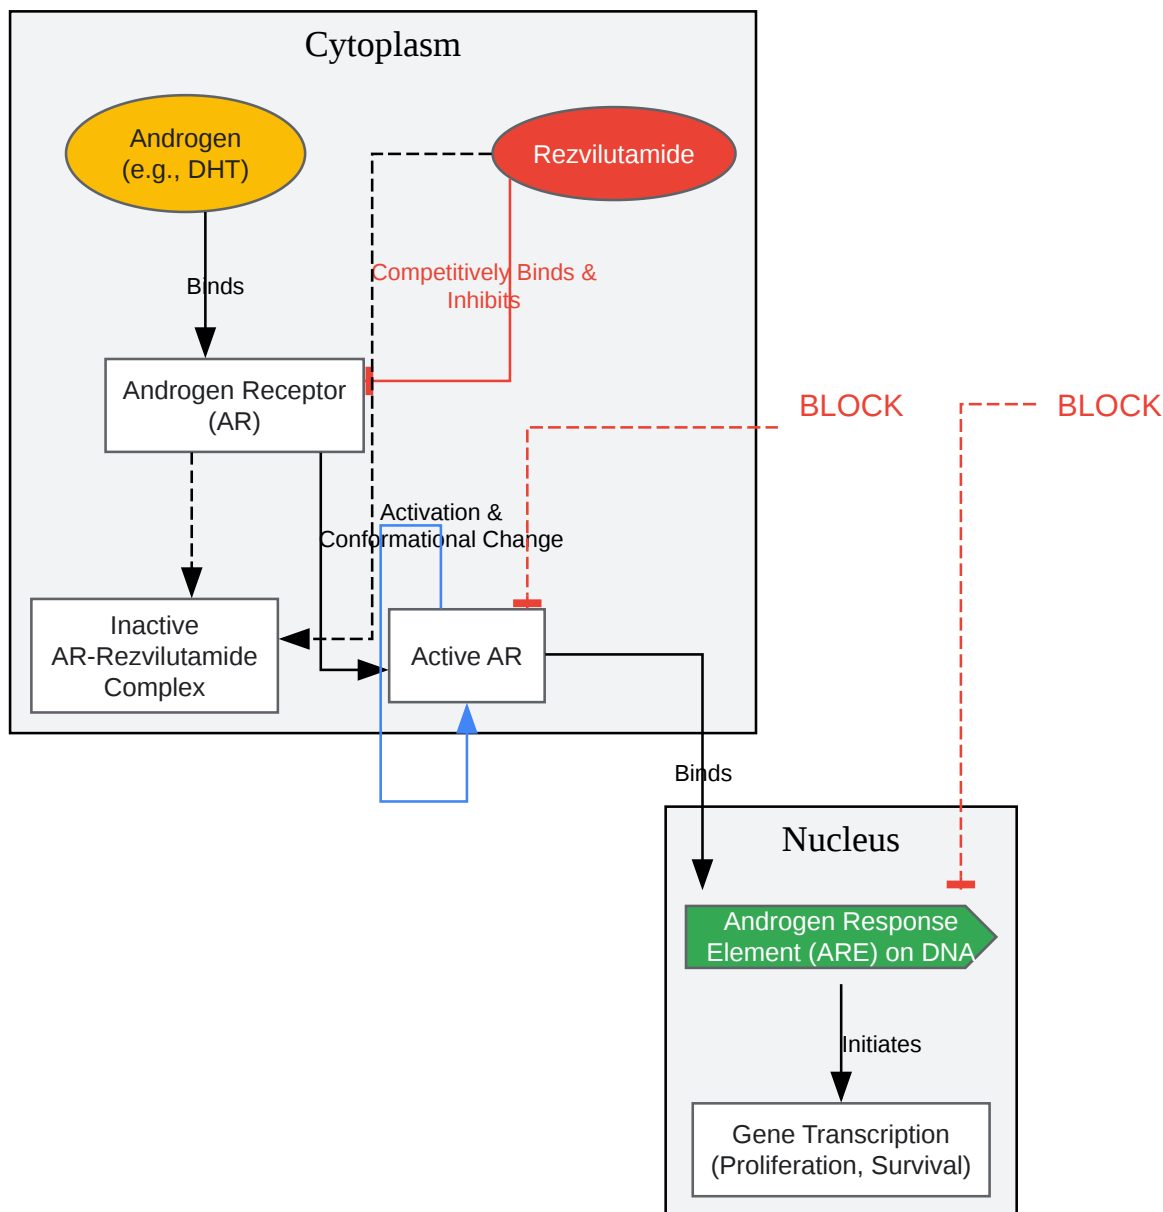 Cytoplasm
Androgen
(e.g., DHT)
Rezvilutamide
Competitively Binds &
Inhibits
Binds
Androgen Receptor
(AR)
BLOCK
BLOCK
Activation &
Conformational Change
Inactive
AR-Rezvilutamide
Complex
Active AR
Binds
Nucleus
Androgen Response
Element (ARE) on DNA
Initiates
Gene Transcription
(Proliferation, Survival)